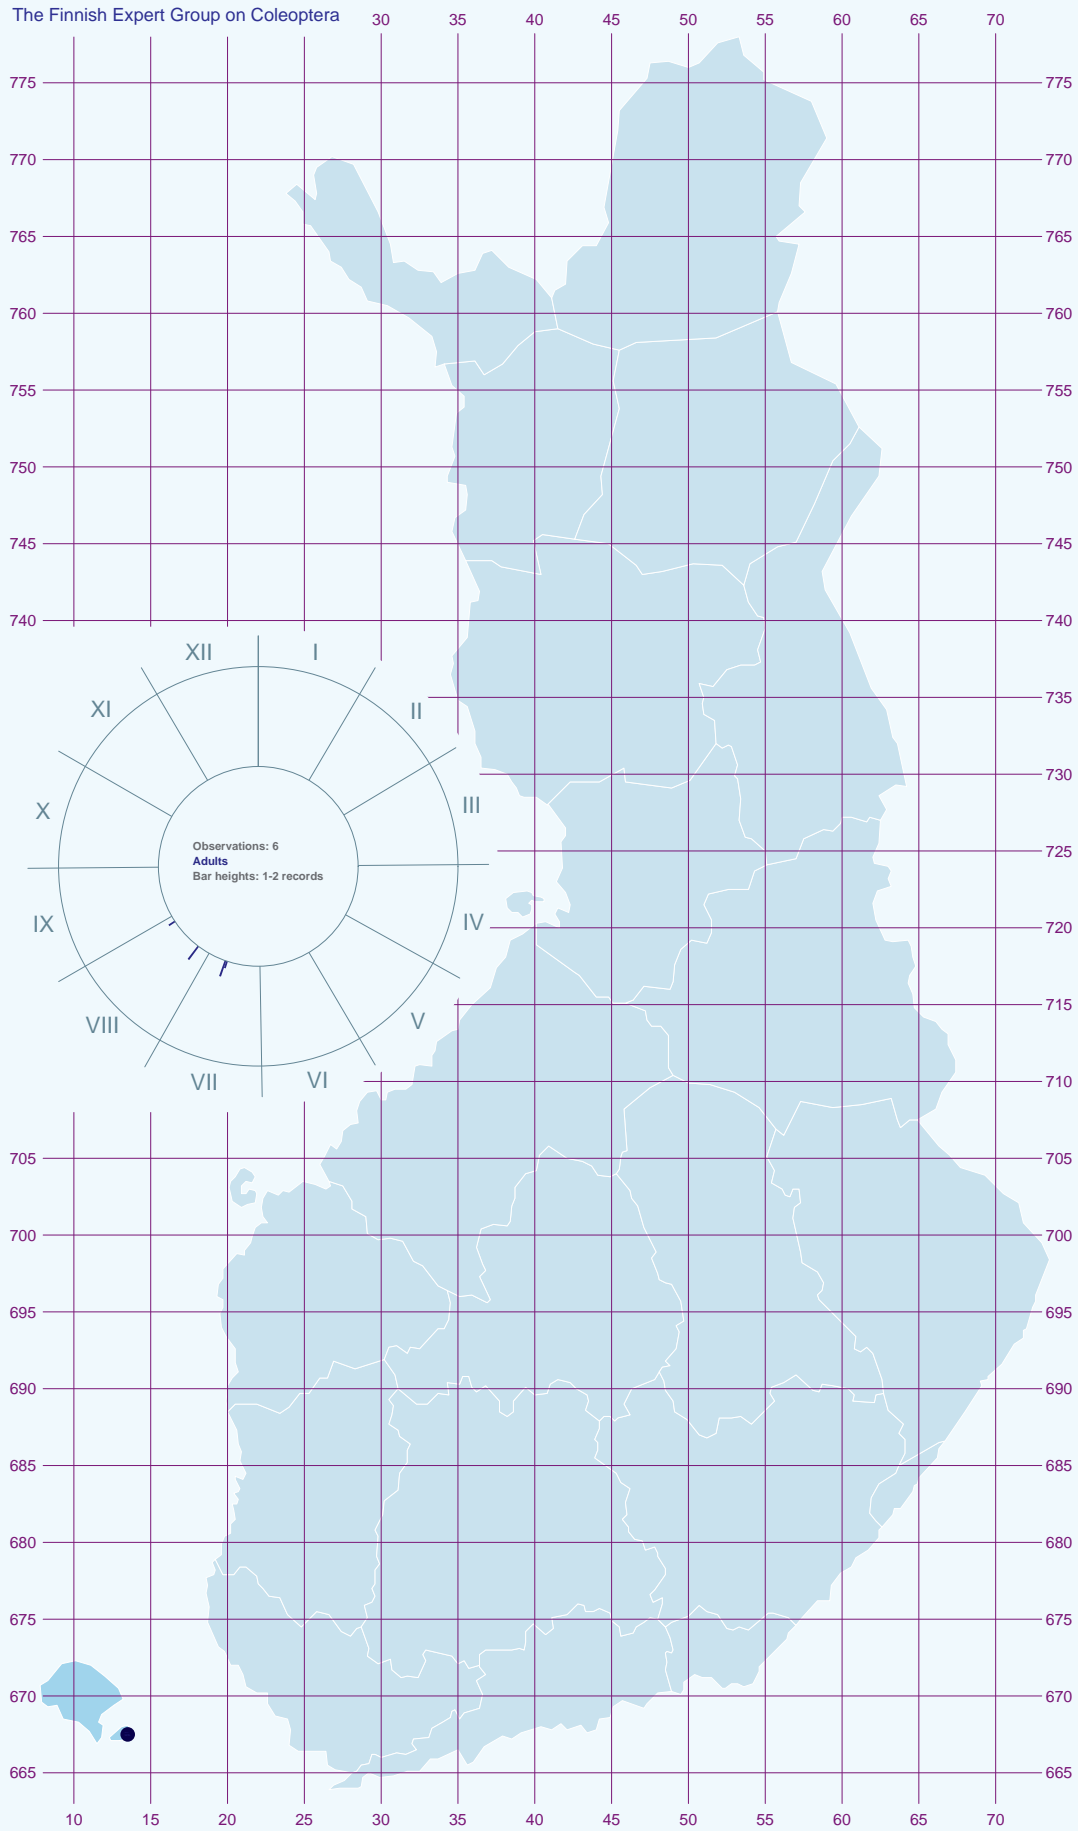 The Finnish Expert Group on Coleoptera 30 35 40 45 50 55 60 65 70
775 775
770 770
765 765
760 760
755 755
750 750
745 745
740 740
XII I
XI II
735
730
X III
725
Observations: 6
Adults
Bar heights: 1-2 records
IX IV
720
715
VIII V
VII VI
710
705 705
700 700
695 695
690 690
685 685
680 680
675 675
670 670
665 665
10 15 20 25 30 35 40 45 50 55 60 65 70